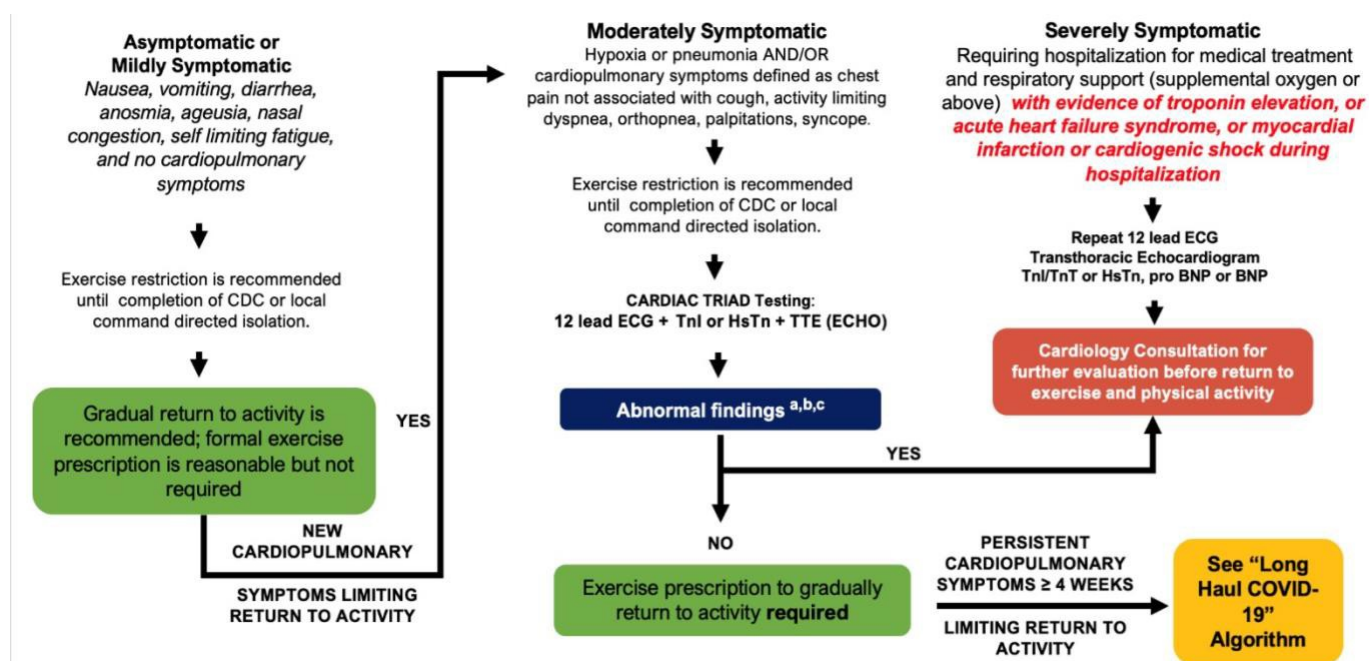 Asymptomatic or
Mildly Symptomatic
Nausea, vomiting, diarrhea,
anosmia, ageusia, nasal
congestion, self limiting fatigue,
and no cardiopulmonary
symptoms
Exercise restriction is recommended
until completion of CDC or local
command directed isolation.
Gradual return to activity is
recommended; formal exercise
prescription is reasonable but not
required
NEW
CARDIOPULMONARY
SYMPTOMS LIMITING
RETURN TO ACTIVITY
YES
Moderately Symptomatic
Hypoxia or pneumonia AND/OR
cardiopulmonary symptoms defined as chest
pain not associated with cough, activity limiting
dyspnea, orthopnea, palpitations, syncope.
Exercise restriction is recommended
until completion of CDC or local
command directed isolation.
CARDIAC TRIAD Testing:
12 lead ECG + TnI or HsTn + TTE (ECHO)
Abnormal findings a,b,c
YES
NO
Exercise prescription to gradually
return to activity required
PERSISTENT
CARDIOPULMONARY
SYMPTOMS ≥ 4 WEEKS
LIMITING RETURN TO
ACTIVITY
Severely Symptomatic
Requiring hospitalization for medical treatment
and respiratory support (supplemental oxygen or
above) with evidence of troponin elevation, or
acute heart failure syndrome, or myocardial
infarction or cardiogenic shock during
hospitalization
Repeat 12 lead ECG
Transthoracic Echocardiogram
TnI/TnT or HsTn, pro BNP or BNP
Cardiology Consultation for
further evaluation before return to
exercise and physical activity
See “Long
Haul COVID-
19”
Algorithm